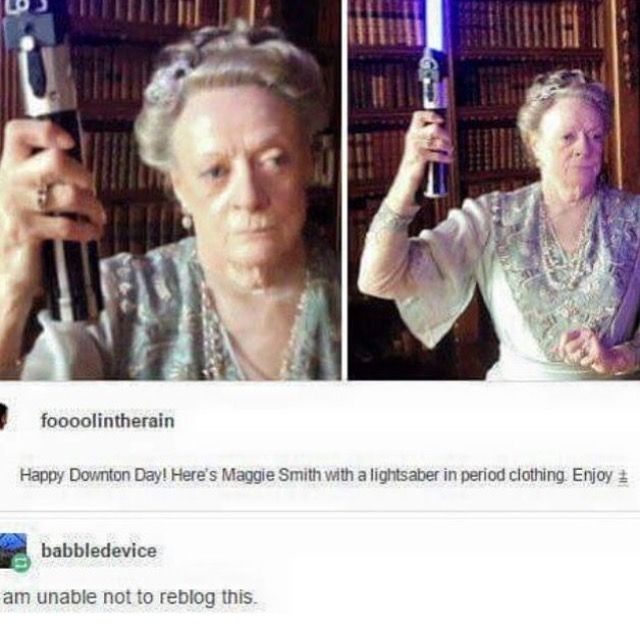 foooolintherain
Happy Downton Day! Here's Maggie Smith with a lightsaber in period clothing. Enjoy ±
babbledevice
am unable not to reblog this.